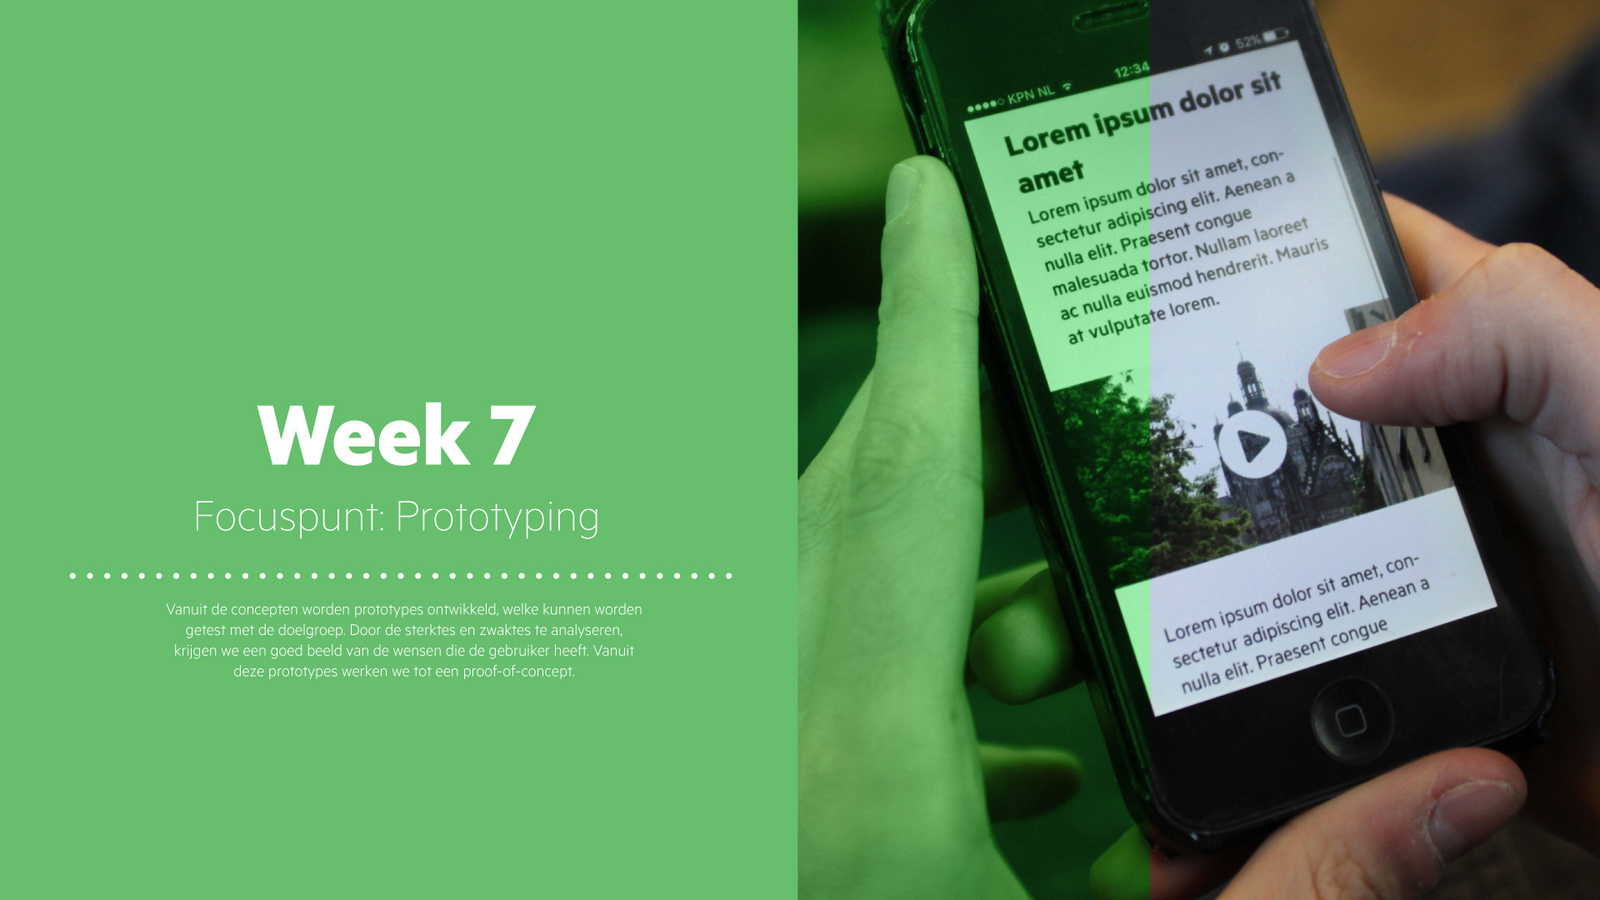 Week 7
Focuspunt: Prototyping
Vanuit de concepten worden prototypes ontwikkeld, welke kunnen worden
getest met de doelgroep. Door de sterktes en zwaktes te analyseren,
krijgen we een goed beeld van de wensen die de gebruiker heeft. Vanuit
deze prototypes werken we tot een proof-of-concept.
KPN NL 12:34 52%
Lorem ipsum dolor sit
amet
Lorem ipsum dolor sit amet, con-
sectetur adipiscing elit. Aenean a
nulla elit. Praesent congue
malesuada tortor. Nullam laoreet
ac nulla euismod hendrerit. Mauris
at vulputate lorem.
Lorem ipsum dolor sit amet, con-
sectetur adipiscing elit. Aenean a
nulla elit. Praesent congue